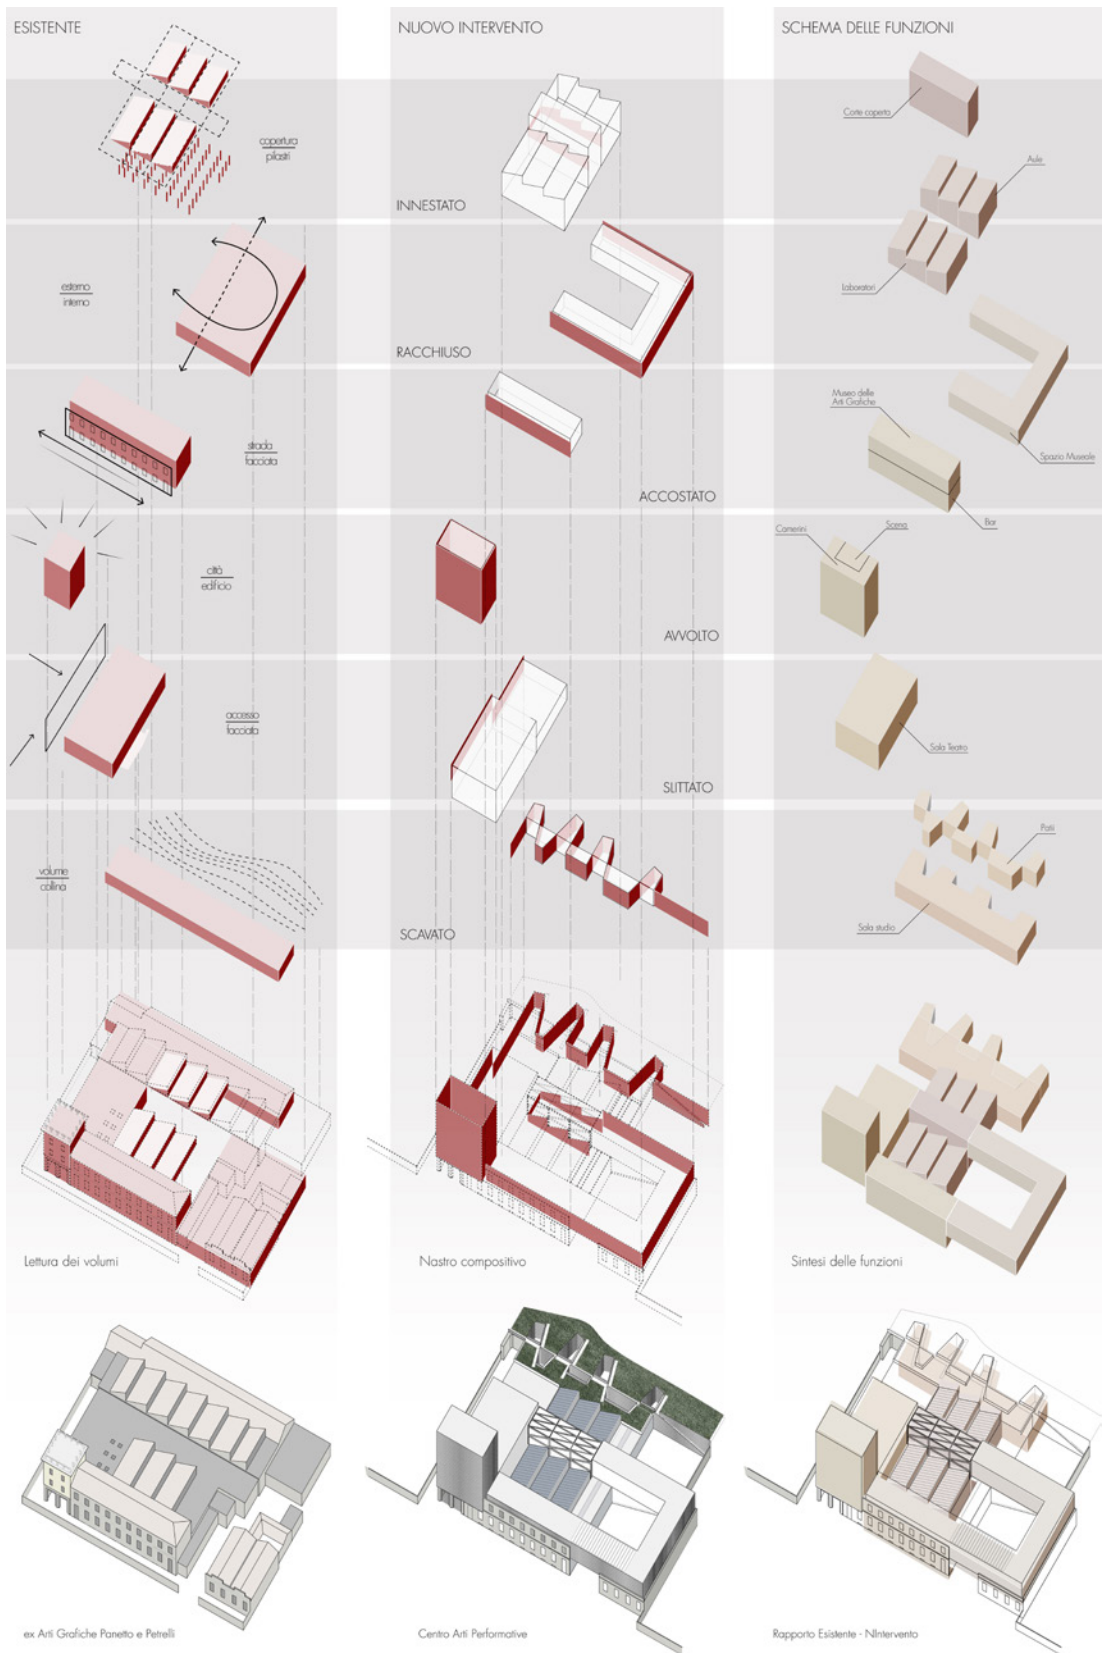 ESISTENTE
NUOVO INTERVENTO
SCHEMA DELLE FUNZIONI
copertura
pilastri
INNESTATO
Corte coperta
Aule
Laboratori
esterno
interno
RACCHIUSO
Museo delle
Arti Grafiche
Spazio Museale
strada
facciata
ACCOSTATO
Bar
Camerini
Scena
città
edificio
AVVOLTO
accesso
facciata
SLITTATO
Sala Teatro
volume
collina
SCAVATO
Patii
Sala studio
Lettura dei volumi
Nastro compositivo
Sintesi delle funzioni
ex Arti Grafiche Panetto e Petrelli
Centro Arti Performative
Rapporto Esistente - NIntervento